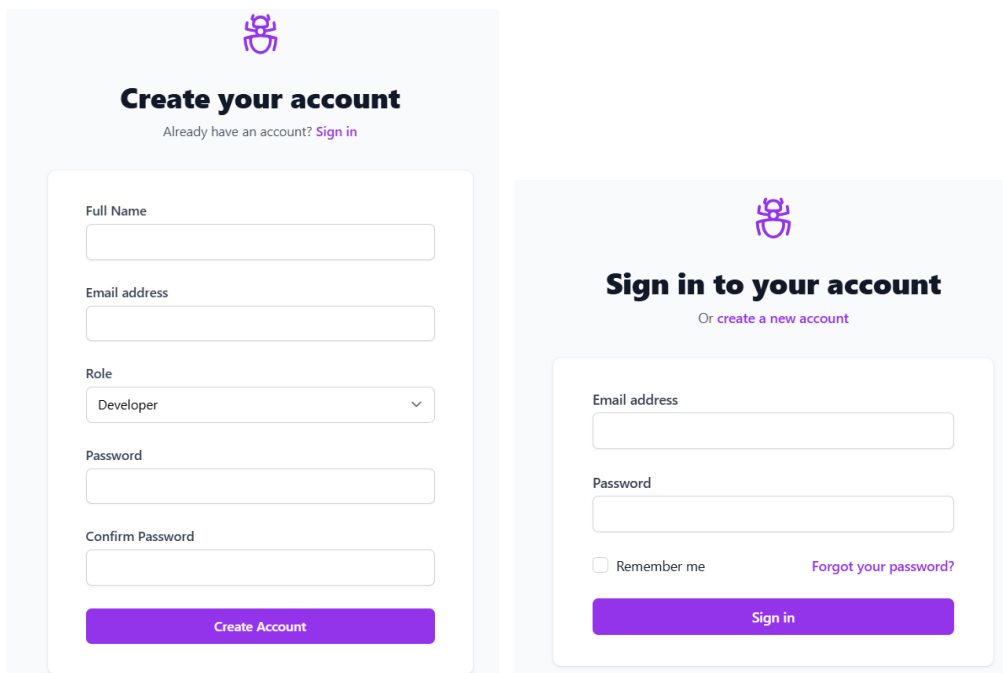 Create your account
Already have an account? Sign in
Full Name
Email address
Role
Developer
Password
Confirm Password
Create Account
Sign in to your account
Or create a new account
Email address
Password
Remember me
Forgot your password?
Sign in